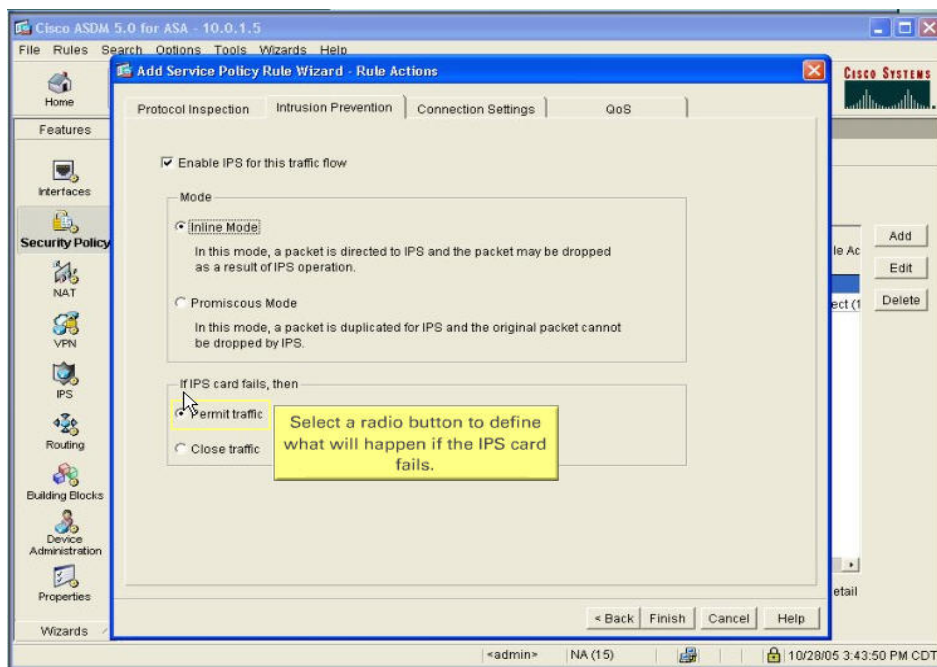 Cisco ASDM 5.0 for ASA - 10.0.1.5
File Rules Search Options Tools Wizards Help
Add Service Policy Rule Wizard - Rule Actions
CISCO SYSTEMS
Home
Features
Interfaces
Security Policy
NAT
VPN
IPS
Routing
Building Blocks
Device
Administration
Properties
Wizards
Protocol Inspection
Intrusion Prevention
Connection Settings
QoS
Enable IPS for this traffic flow
Mode
Inline Mode
In this mode, a packet is directed to IPS and the packet may be dropped
as a result of IPS operation.
Promiscous Mode
In this mode, a packet is duplicated for IPS and the original packet cannot
be dropped by IPS.
If IPS card fails, then
Permit traffic
Close traffic
Select a radio button to define
what will happen if the IPS card
fails.
< Back
Finish
Cancel
Help
le Ac
ect (1
Add
Edit
Delete
etail
<admin>
NA (15)
10/28/05 3:43:50 PM CDT